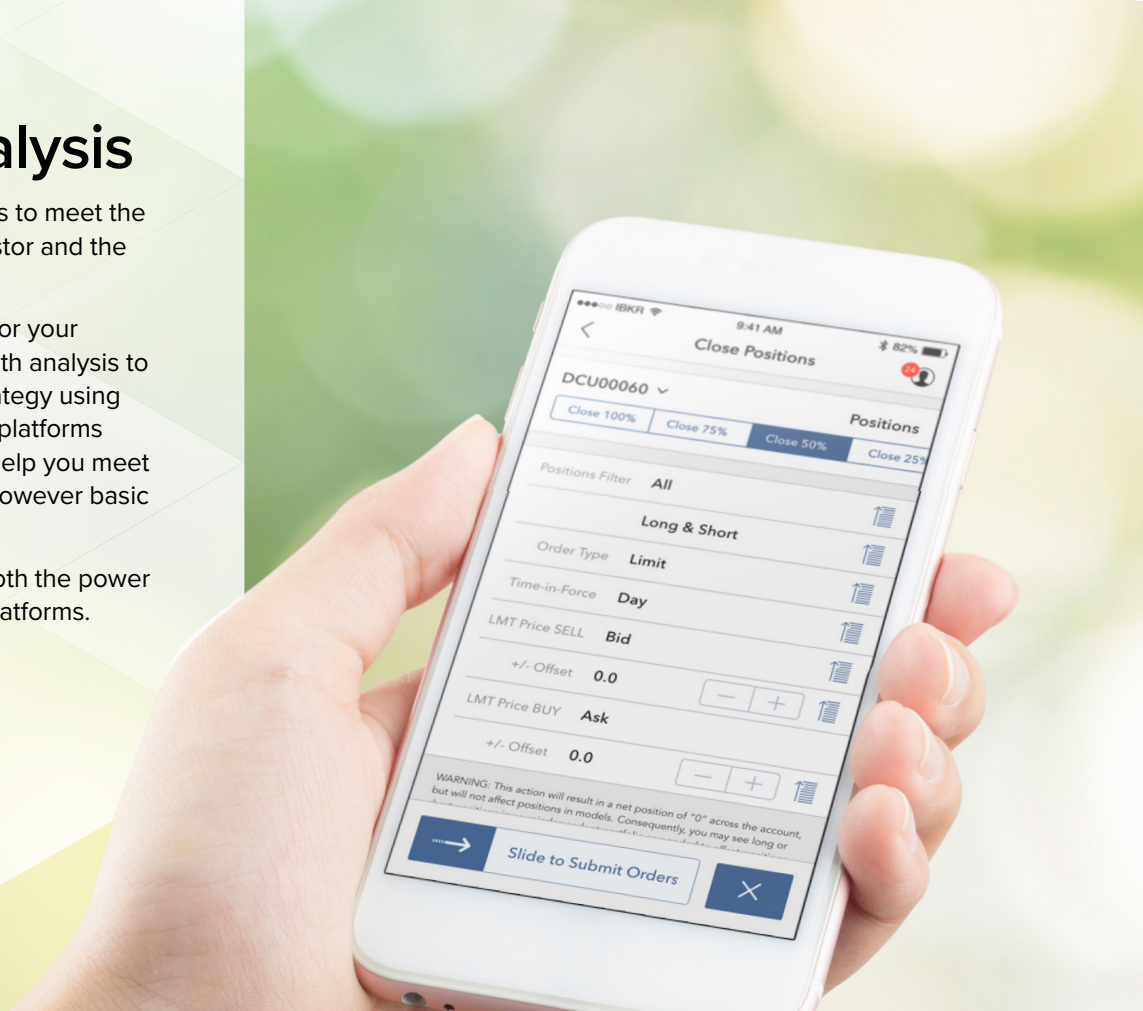 alysis
s to meet the
stor and the
or your
th analysis to
ategy using
platforms
elp you meet
owever basic
oth the power
atforms.
IBKR 9:41 AM 82%
Close Positions 24
DCU00060 Positions
Close 100% Close 75% Close 50% Close 25%
Positions Filter All
Long & Short
Order Type Limit
Time-in-Force Day
LMT Price SELL Bid
+/- Offset 0.0 − +
LMT Price BUY Ask
+/- Offset 0.0 − +
WARNING: This action will result in a net position of "0" across the account,
but will not affect positions in models. Consequently, you may see long or
Slide to Submit Orders